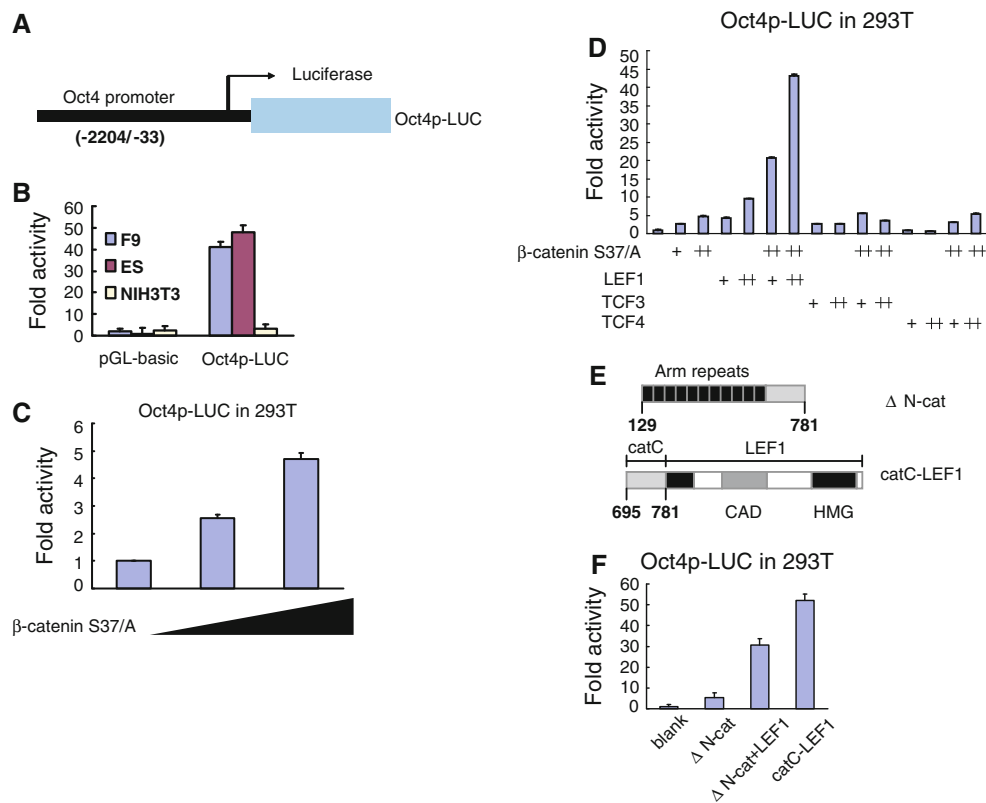 A
Oct4 promoter
Luciferase
(-2204/-33)
Oct4p-LUC
B
Fold activity
60
50
40
30
20
10
0
F9
ES
NIH3T3
pGL-basic
Oct4p-LUC
C
Oct4p-LUC in 293T
Fold activity
6
5
4
3
2
1
0
β-catenin S37/A
D
Oct4p-LUC in 293T
Fold activity
50
45
40
35
30
25
20
15
10
5
0
β-catenin S37/A + ++ ++ ++ ++ ++ ++ ++
LEF1 + ++ + ++
TCF3 + ++ + ++
TCF4 + ++ + ++
E
Arm repeats
Δ N-cat
129 781
catC LEF1
catC-LEF1
695 781 CAD HMG
F
Oct4p-LUC in 293T
Fold activity
60
50
40
30
20
10
0
blank
Δ N-cat
Δ N-cat+LEF1
catC-LEF1